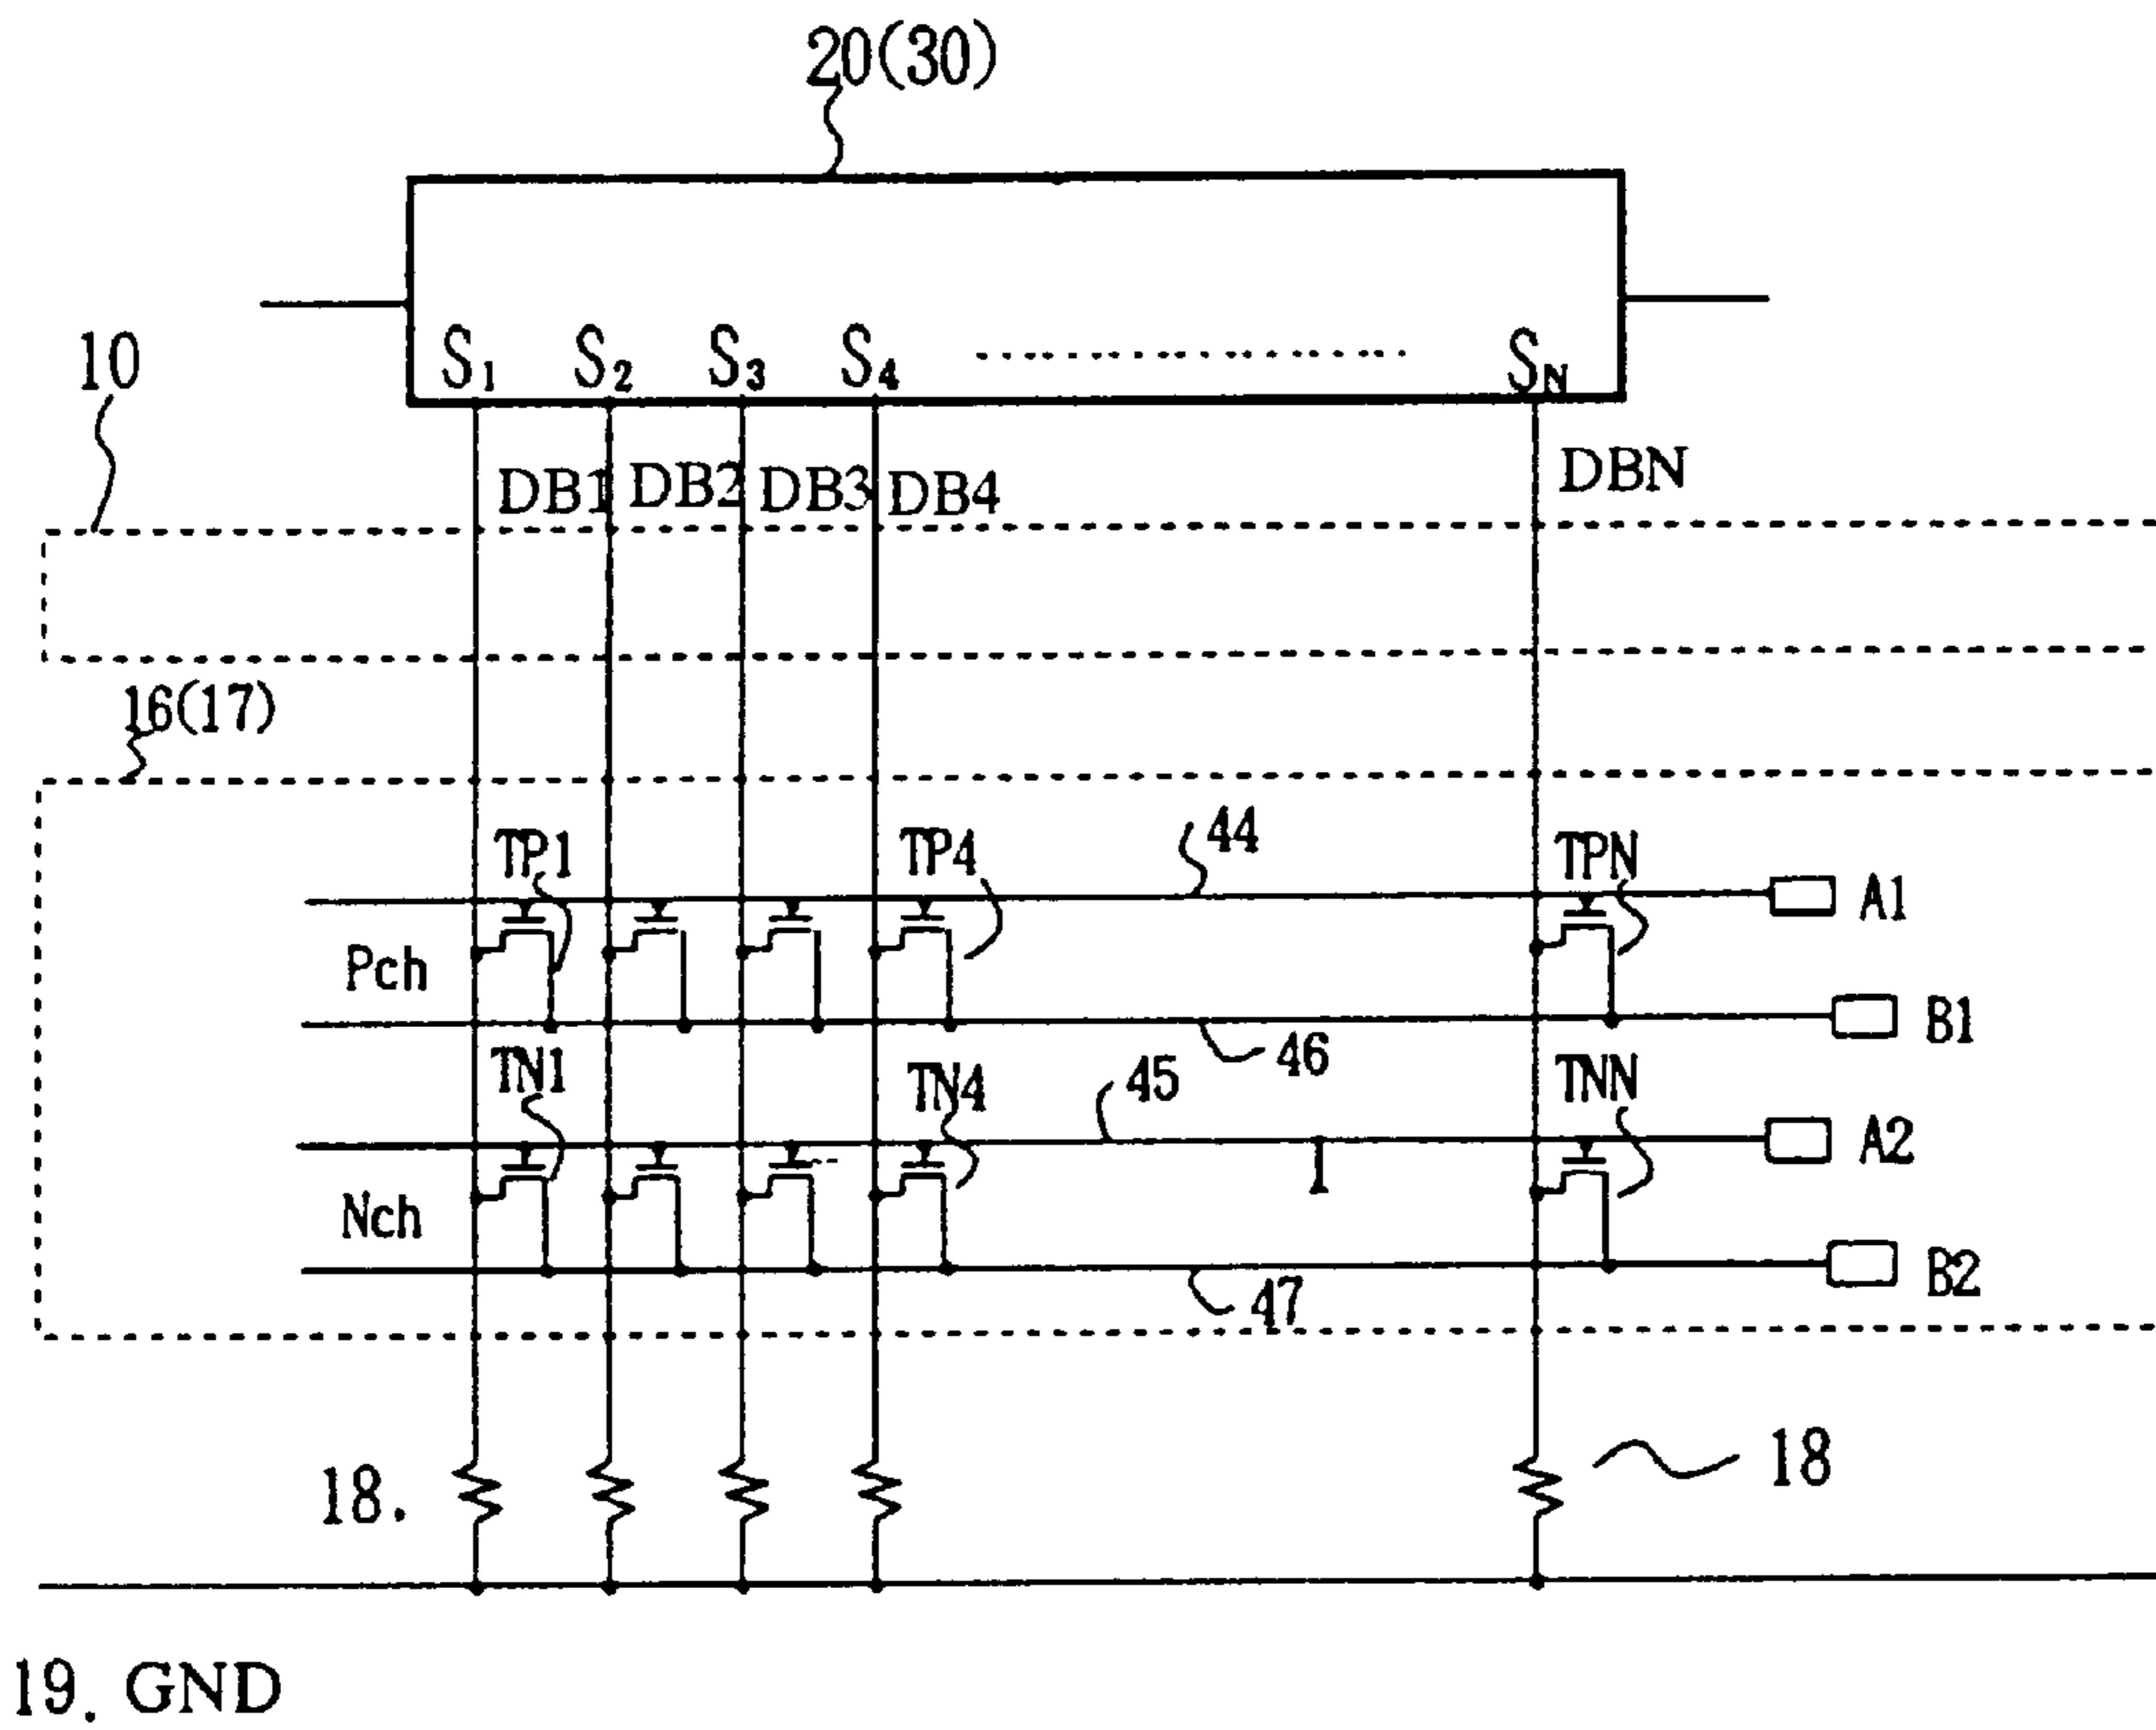 20(30)
10
S1 S2 S3 S4 SN
DB1 DB2 DB3 DB4 DBN
16(17)
TP1 TP4 44 TPN A1
Pch
B1
46
TN1 TN4 45 TNN
A2
Nch
B2
47
18. 18
19. GND